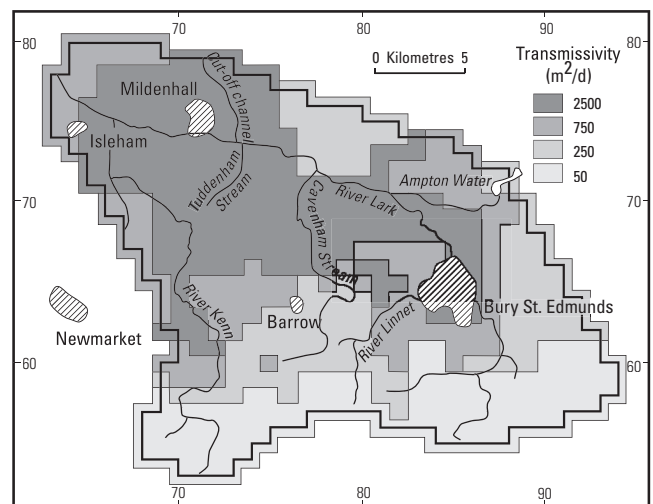 70
80
90
80
80
0 Kilometres 5
Transmissivity
(m2/d)
2500
750
250
50
Cut-off channel
Mildenhall
Isleham
Tuddenham
Stream
Ampton Water
River Lark
70
70
Cavenham Stream
River Kenn
Barrow
River Linnet
Bury St. Edmunds
Newmarket
60
60
70
80
90